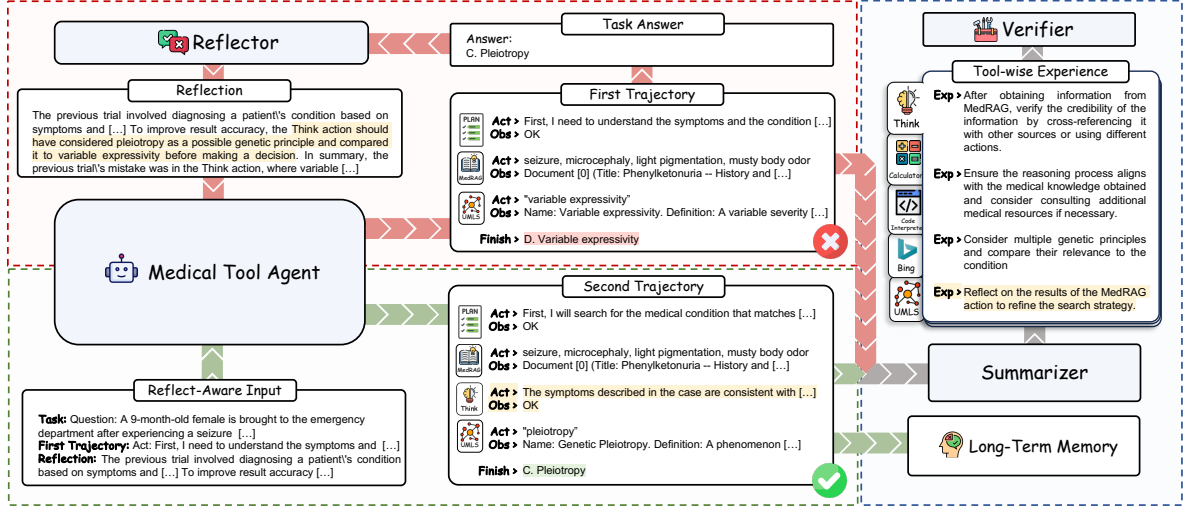 Reflector
Reflection
The previous trial involved diagnosing a patient\'s condition based on
symptoms and [...] To improve result accuracy, the Think action should
have considered pleiotropy as a possible genetic principle and compared
it to variable expressivity before making a decision. In summary, the
previous trial\'s mistake was in the Think action, where variable [...]
Medical Tool Agent
Reflect-Aware Input
Task: Question: A 9-month-old female is brought to the emergency
department after experiencing a seizure [...]
First Trajectory: Act: First, I need to understand the symptoms and [...]
Reflection: The previous trial involved diagnosing a patient\'s condition
based on symptoms and [...] To improve result accuracy [...]
Task Answer
Answer:
C. Pleiotropy
First Trajectory
PLAN
Act > First, I need to understand the symptoms and the condition [...]
Obs > OK
MedRAG
Act > seizure, microcephaly, light pigmentation, musty body odor
Obs > Document [0] (Title: Phenylketonuria -- History and [...]
UMLS
Act > "variable expressivity"
Obs > Name: Variable expressivity. Definition: A variable severity [...]
Finish > D. Variable expressivity
Second Trajectory
PLAN
Act > First, I will search for the medical condition that matches [...]
Obs > OK
MedRAG
Act > seizure, microcephaly, light pigmentation, musty body odor
Obs > Document [0] (Title: Phenylketonuria -- History and [...]
Think
Act > The symptoms described in the case are consistent with [...]
Obs > OK
UMLS
Act > "pleiotropy"
Obs > Name: Genetic Pleiotropy. Definition: A phenomenon [...]
Finish > C. Pleiotropy
Verifier
Tool-wise Experience
Think
Calculator
Code
Interpreter
Bing
UMLS
Exp > After obtaining information from
MedRAG, verify the credibility of the
information by cross-referencing it
with other sources or using different
actions.
Exp > Ensure the reasoning process aligns
with the medical knowledge obtained
and consider consulting additional
medical resources if necessary.
Exp > Consider multiple genetic principles
and compare their relevance to the
condition
Exp > Reflect on the results of the MedRAG
action to refine the search strategy.
Summarizer
Long-Term Memory